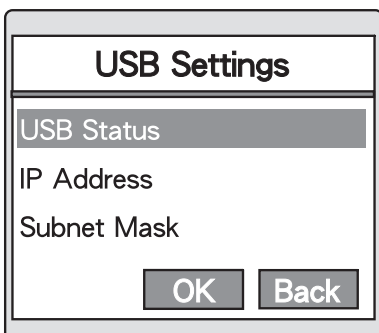 USB Settings
USB Status
IP Address
Subnet Mask
OK Back